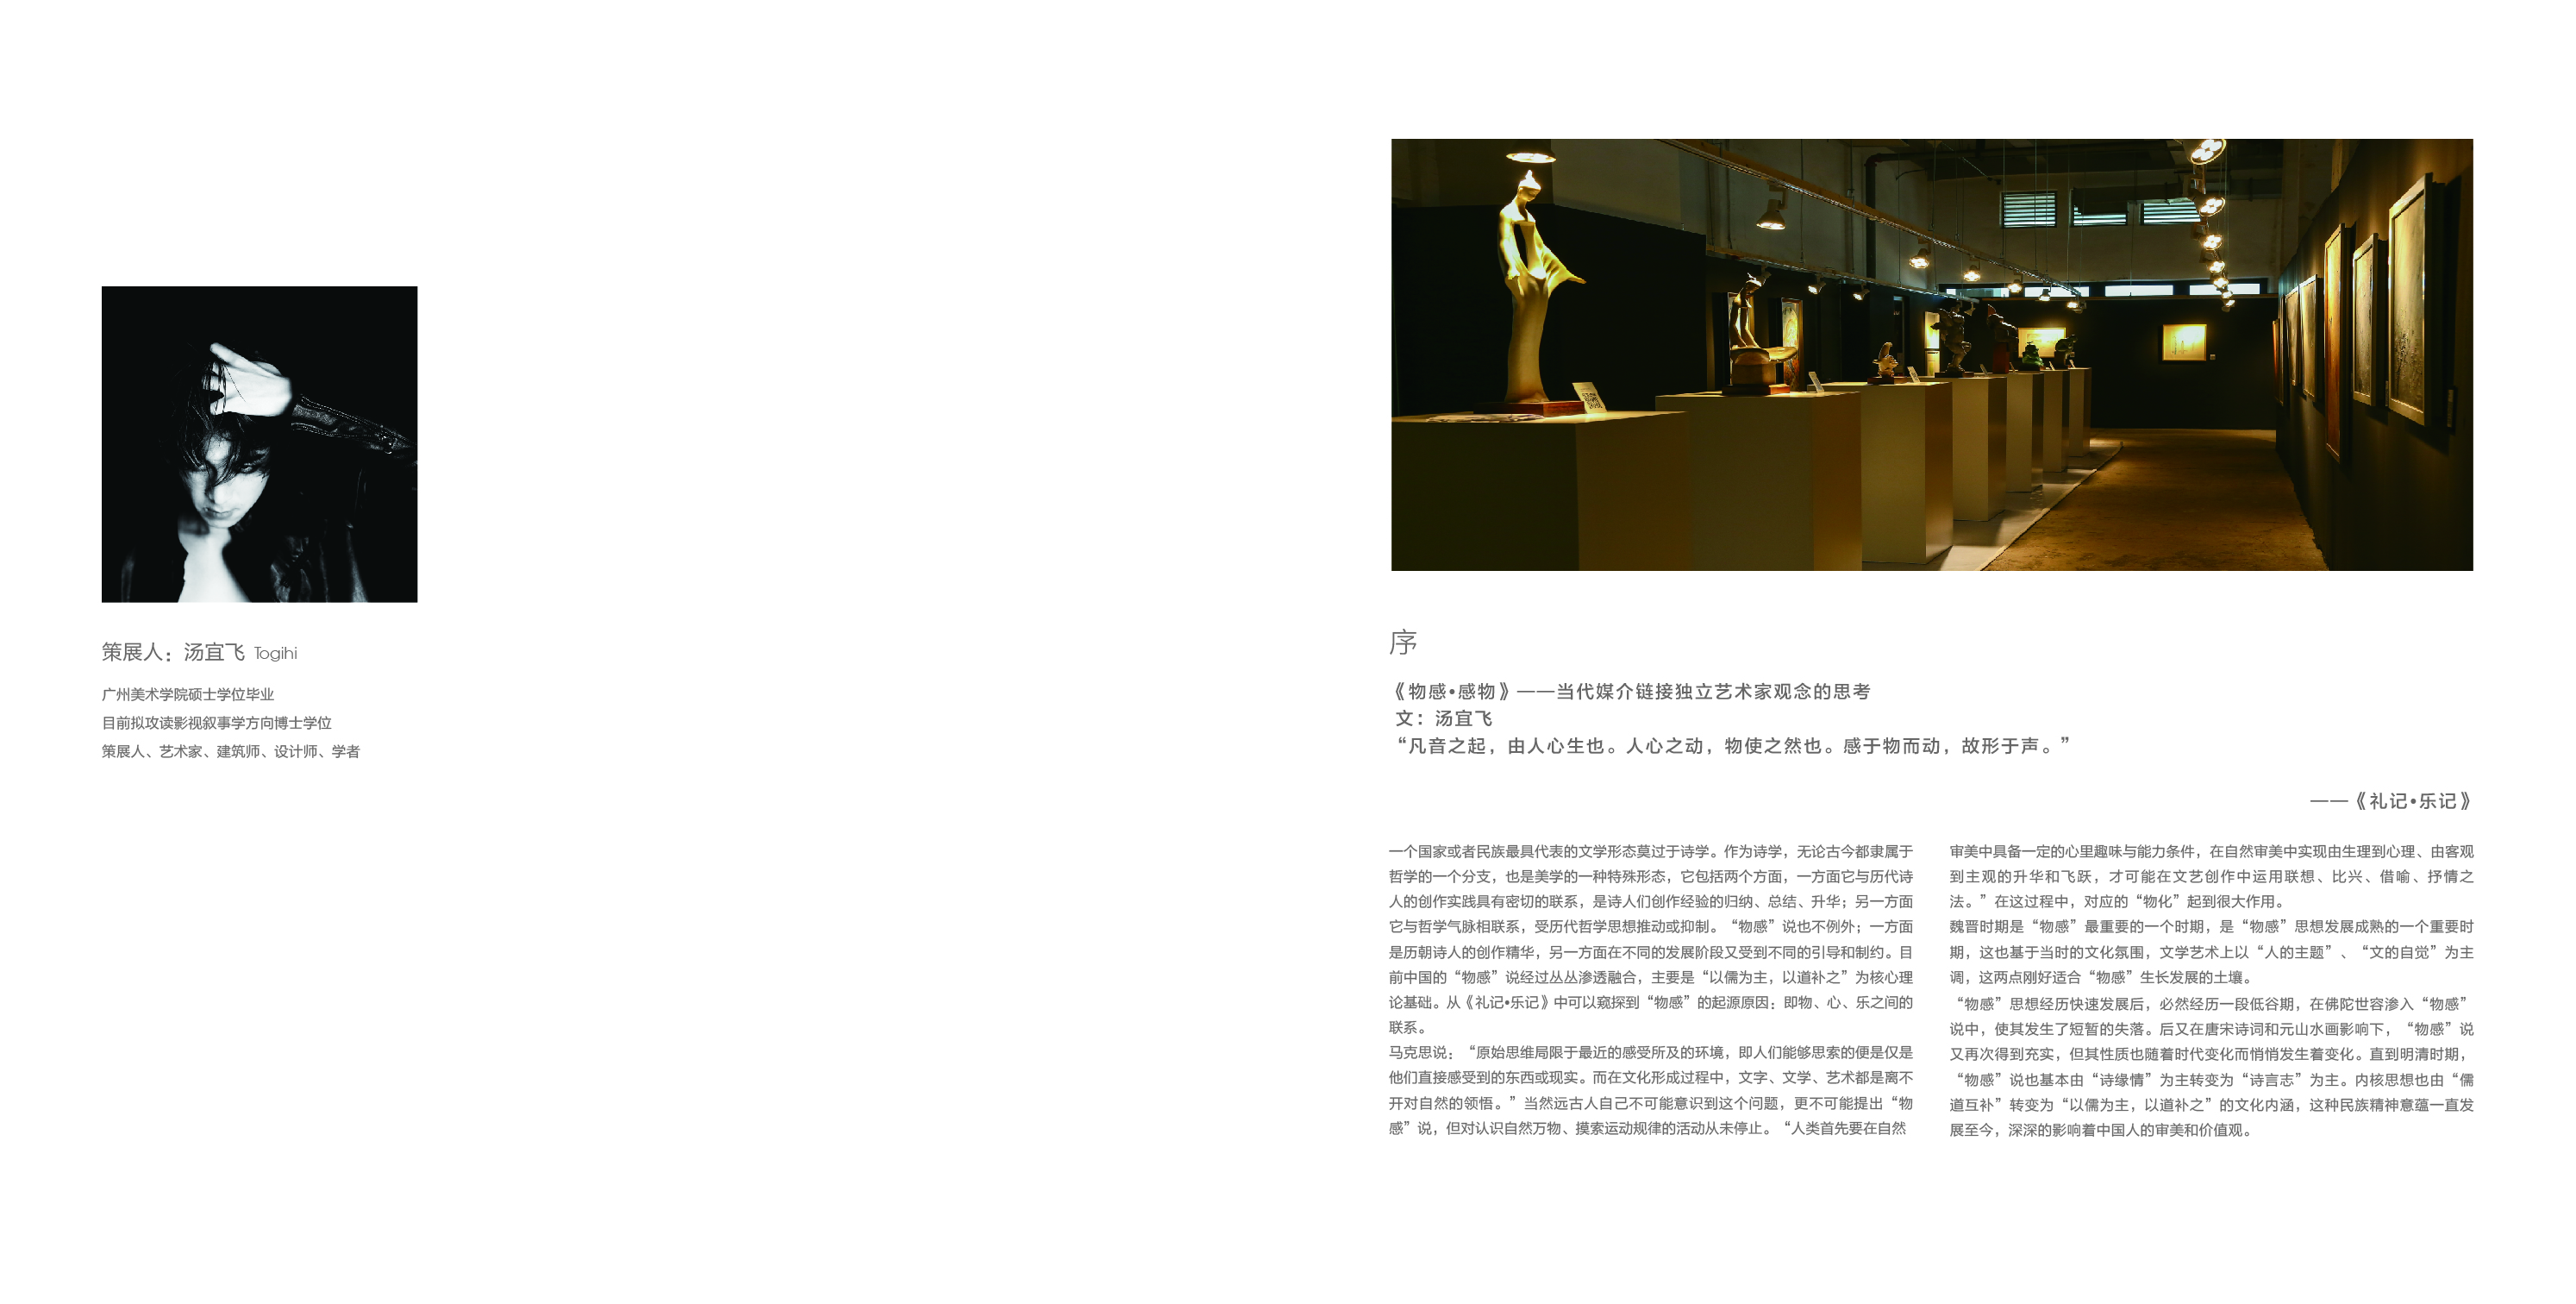 策展人：汤宜飞 Togihi
广州美术学院硕士学位毕业
目前拟攻读影视叙事学方向博士学位
策展人、艺术家、建筑师、设计师、学者
序
《物感•感物》——当代媒介链接独立艺术家观念的思考
文：汤宜飞
“凡音之起，由人心生也。人心之动，物使之然也。感于物而动，故形于声。”
——《礼记•乐记》
一个国家或者民族最具代表的文学形态莫过于诗学。作为诗学，无论古今都隶属于
哲学的一个分支，也是美学的一种特殊形态，它包括两个方面，一方面它与历代诗
人的创作实践具有密切的联系，是诗人们创作经验的归纳、总结、升华；另一方面
它与哲学气脉相联系，受历代哲学思想推动或抑制。“物感”说也不例外；一方面
是历朝诗人的创作精华，另一方面在不同的发展阶段又受到不同的引导和制约。目
前中国的“物感”说经过丛丛渗透融合，主要是“以儒为主，以道补之”为核心理
论基础。从《礼记•乐记》中可以窥探到“物感”的起源原因：即物、心、乐之间的
联系。
马克思说：“原始思维局限于最近的感受所及的环境，即人们能够思索的便是仅是
他们直接感受到的东西或现实。而在文化形成过程中，文字、文学、艺术都是离不
开对自然的领悟。”当然远古人自己不可能意识到这个问题，更不可能提出“物
感”说，但对认识自然万物、摸索运动规律的活动从未停止。“人类首先要在自然
审美中具备一定的心里趣味与能力条件，在自然审美中实现由生理到心理、由客观
到主观的升华和飞跃，才可能在文艺创作中运用联想、比兴、借喻、抒情之
法。”在这过程中，对应的“物化”起到很大作用。
魏晋时期是“物感”最重要的一个时期，是“物感”思想发展成熟的一个重要时
期，这也基于当时的文化氛围，文学艺术上以“人的主题”、“文的自觉”为主
调，这两点刚好适合“物感”生长发展的土壤。
“物感”思想经历快速发展后，必然经历一段低谷期，在佛陀世容渗入“物感”
说中，使其发生了短暂的失落。后又在唐宋诗词和元山水画影响下，“物感”说
又再次得到充实，但其性质也随着时代变化而悄悄发生着变化。直到明清时期，
“物感”说也基本由“诗缘情”为主转变为“诗言志”为主。内核思想也由“儒
道互补”转变为“以儒为主，以道补之”的文化内涵，这种民族精神意蕴一直发
展至今，深深的影响着中国人的审美和价值观。